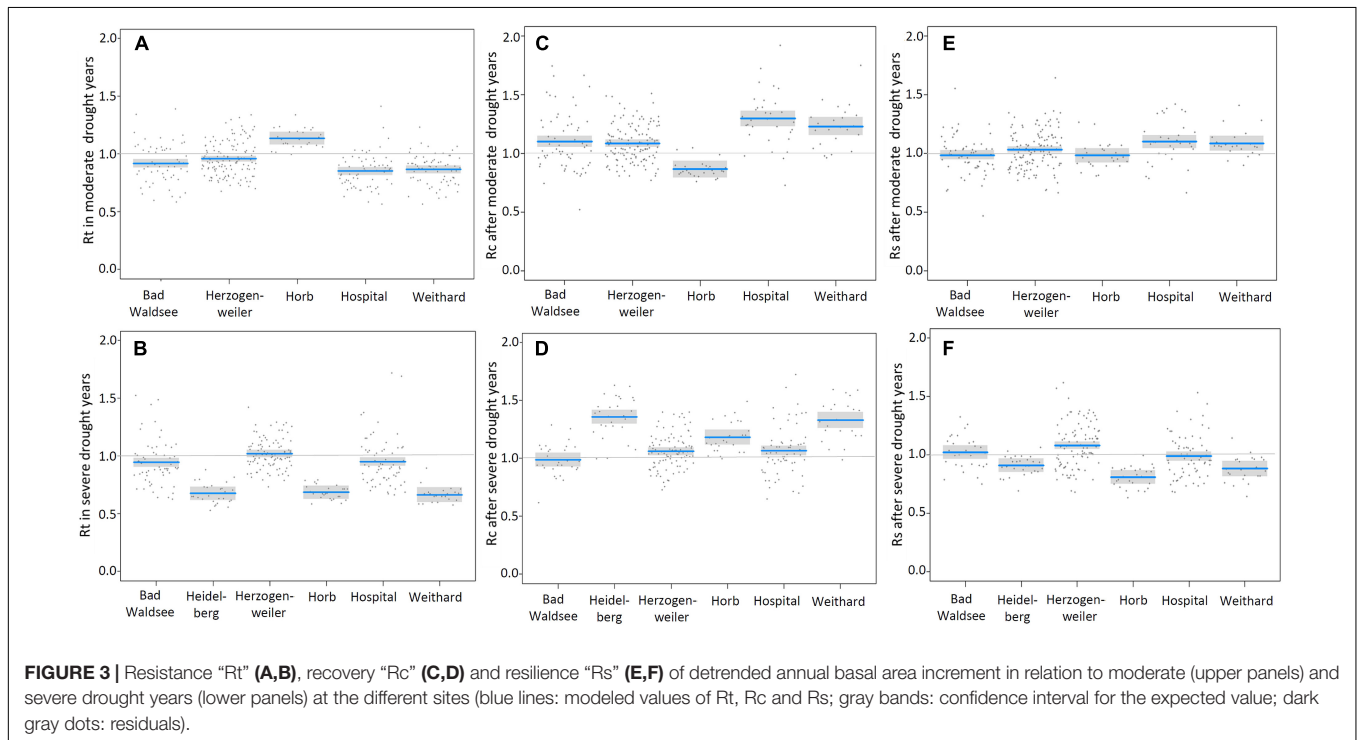 A
Rt in moderate drought years
2.0
1.5
1.0
0.5
0.0
Bad Waldsee
Herzogen-weiler
Horb
Hospital
Weithard
C
Rc after moderate drought years
2.0
1.5
1.0
0.5
0.0
Bad Waldsee
Herzogen-weiler
Horb
Hospital
Weithard
E
Rs after moderate drought years
2.0
1.5
1.0
0.5
0.0
Bad Waldsee
Herzogen-weiler
Horb
Hospital
Weithard
B
Rt in severe drought years
2.0
1.5
1.0
0.5
0.0
Bad Waldsee
Heidel-berg
Herzogen-weiler
Horb
Hospital
Weithard
D
Rc after severe drought years
2.0
1.5
1.0
0.5
0.0
Bad Waldsee
Heidel-berg
Herzogen-weiler
Horb
Hospital
Weithard
F
Rs after severe drought years
2.0
1.5
1.0
0.5
0.0
Bad Waldsee
Heidel-berg
Herzogen-weiler
Horb
Hospital
Weithard
FIGURE 3 | Resistance “Rt” (A,B), recovery “Rc” (C,D) and resilience “Rs” (E,F) of detrended annual basal area increment in relation to moderate (upper panels) and
severe drought years (lower panels) at the different sites (blue lines: modeled values of Rt, Rc and Rs; gray bands: confidence interval for the expected value; dark
gray dots: residuals).